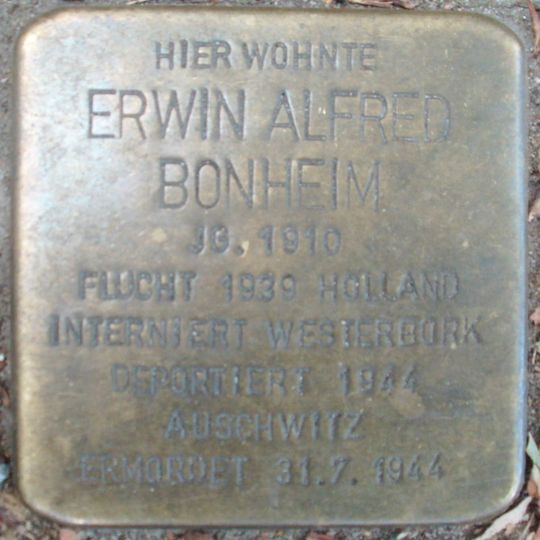 HIER WOHNTE
ERWIN ALFRED
BONHEIM
JG. 1910
FLUCHT 1939 HOLLAND
INTERNIERT WESTERBORK
DEPORTIERT 1944
AUSCHWITZ
ERMORDET 31.7.1944